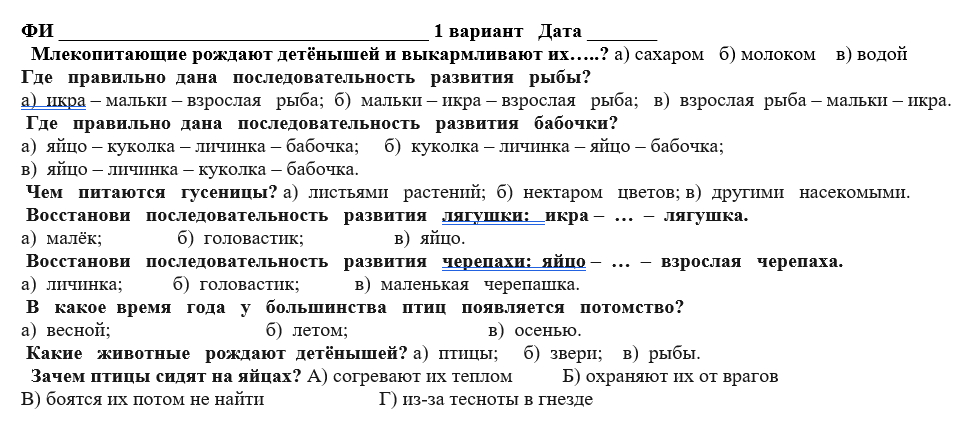 ФИ _______________________________________ 1 вариант Дата _______
Млекопитающие рождают детёнышей и выкармливают их…..? а) сахаром б) молоком в) водой
Где правильно дана последовательность развития рыбы?
а) икра – мальки – взрослая рыба; б) мальки – икра – взрослая рыба; в) взрослая рыба – мальки – икра.
Где правильно дана последовательность развития бабочки?
а) яйцо – куколка – личинка – бабочка; б) куколка – личинка – яйцо – бабочка;
в) яйцо – личинка – куколка – бабочка.
Чем питаются гусеницы? а) листьями растений; б) нектаром цветов; в) другими насекомыми.
Восстанови последовательность развития лягушки: икра – … – лягушка.
а) малёк; б) головастик; в) яйцо.
Восстанови последовательность развития черепахи: яйцо – … – взрослая черепаха.
а) личинка; б) головастик; в) маленькая черепашка.
В какое время года у большинства птиц появляется потомство?
а) весной; б) летом; в) осенью.
Какие животные рождают детёнышей? а) птицы; б) звери; в) рыбы.
Зачем птицы сидят на яйцах? А) согревают их теплом Б) охраняют их от врагов
В) боятся их потом не найти Г) из-за тесноты в гнезде